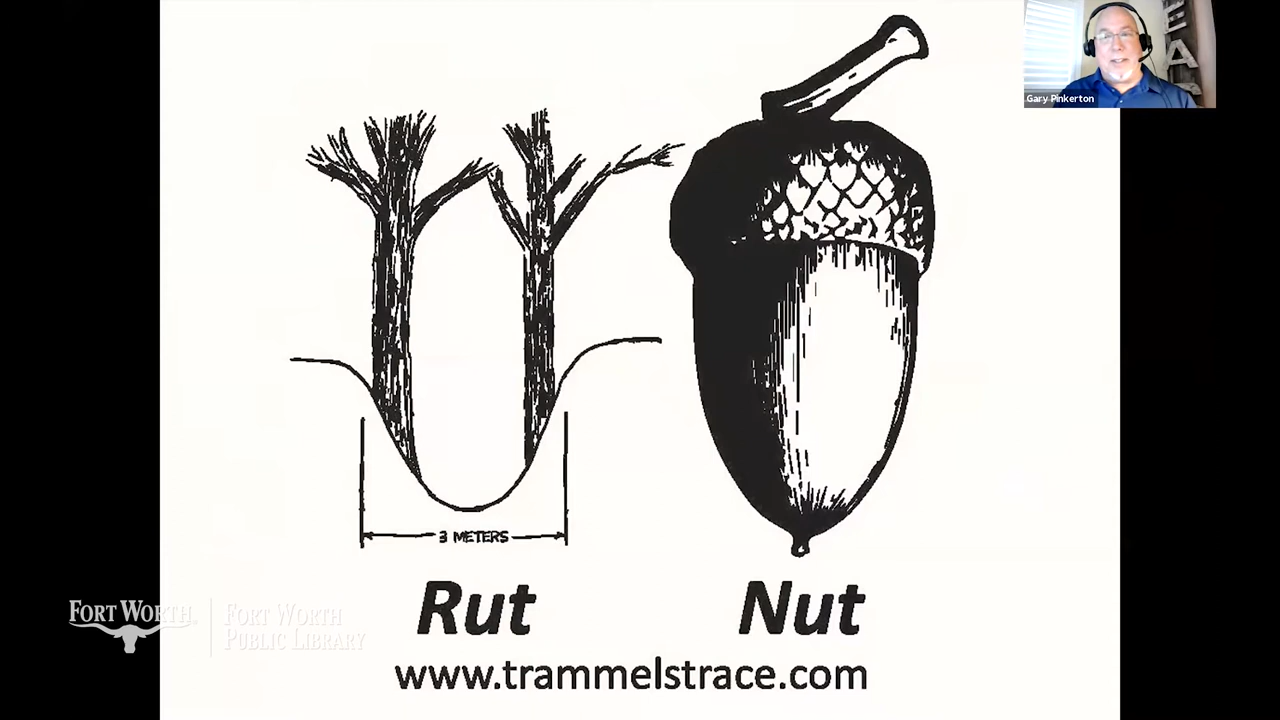 Gary Pinkerton
3 METERS
Rut Nut
FORT WORTH
FORT WORTH
PUBLIC LIBRARY
www.trammelstrace.com